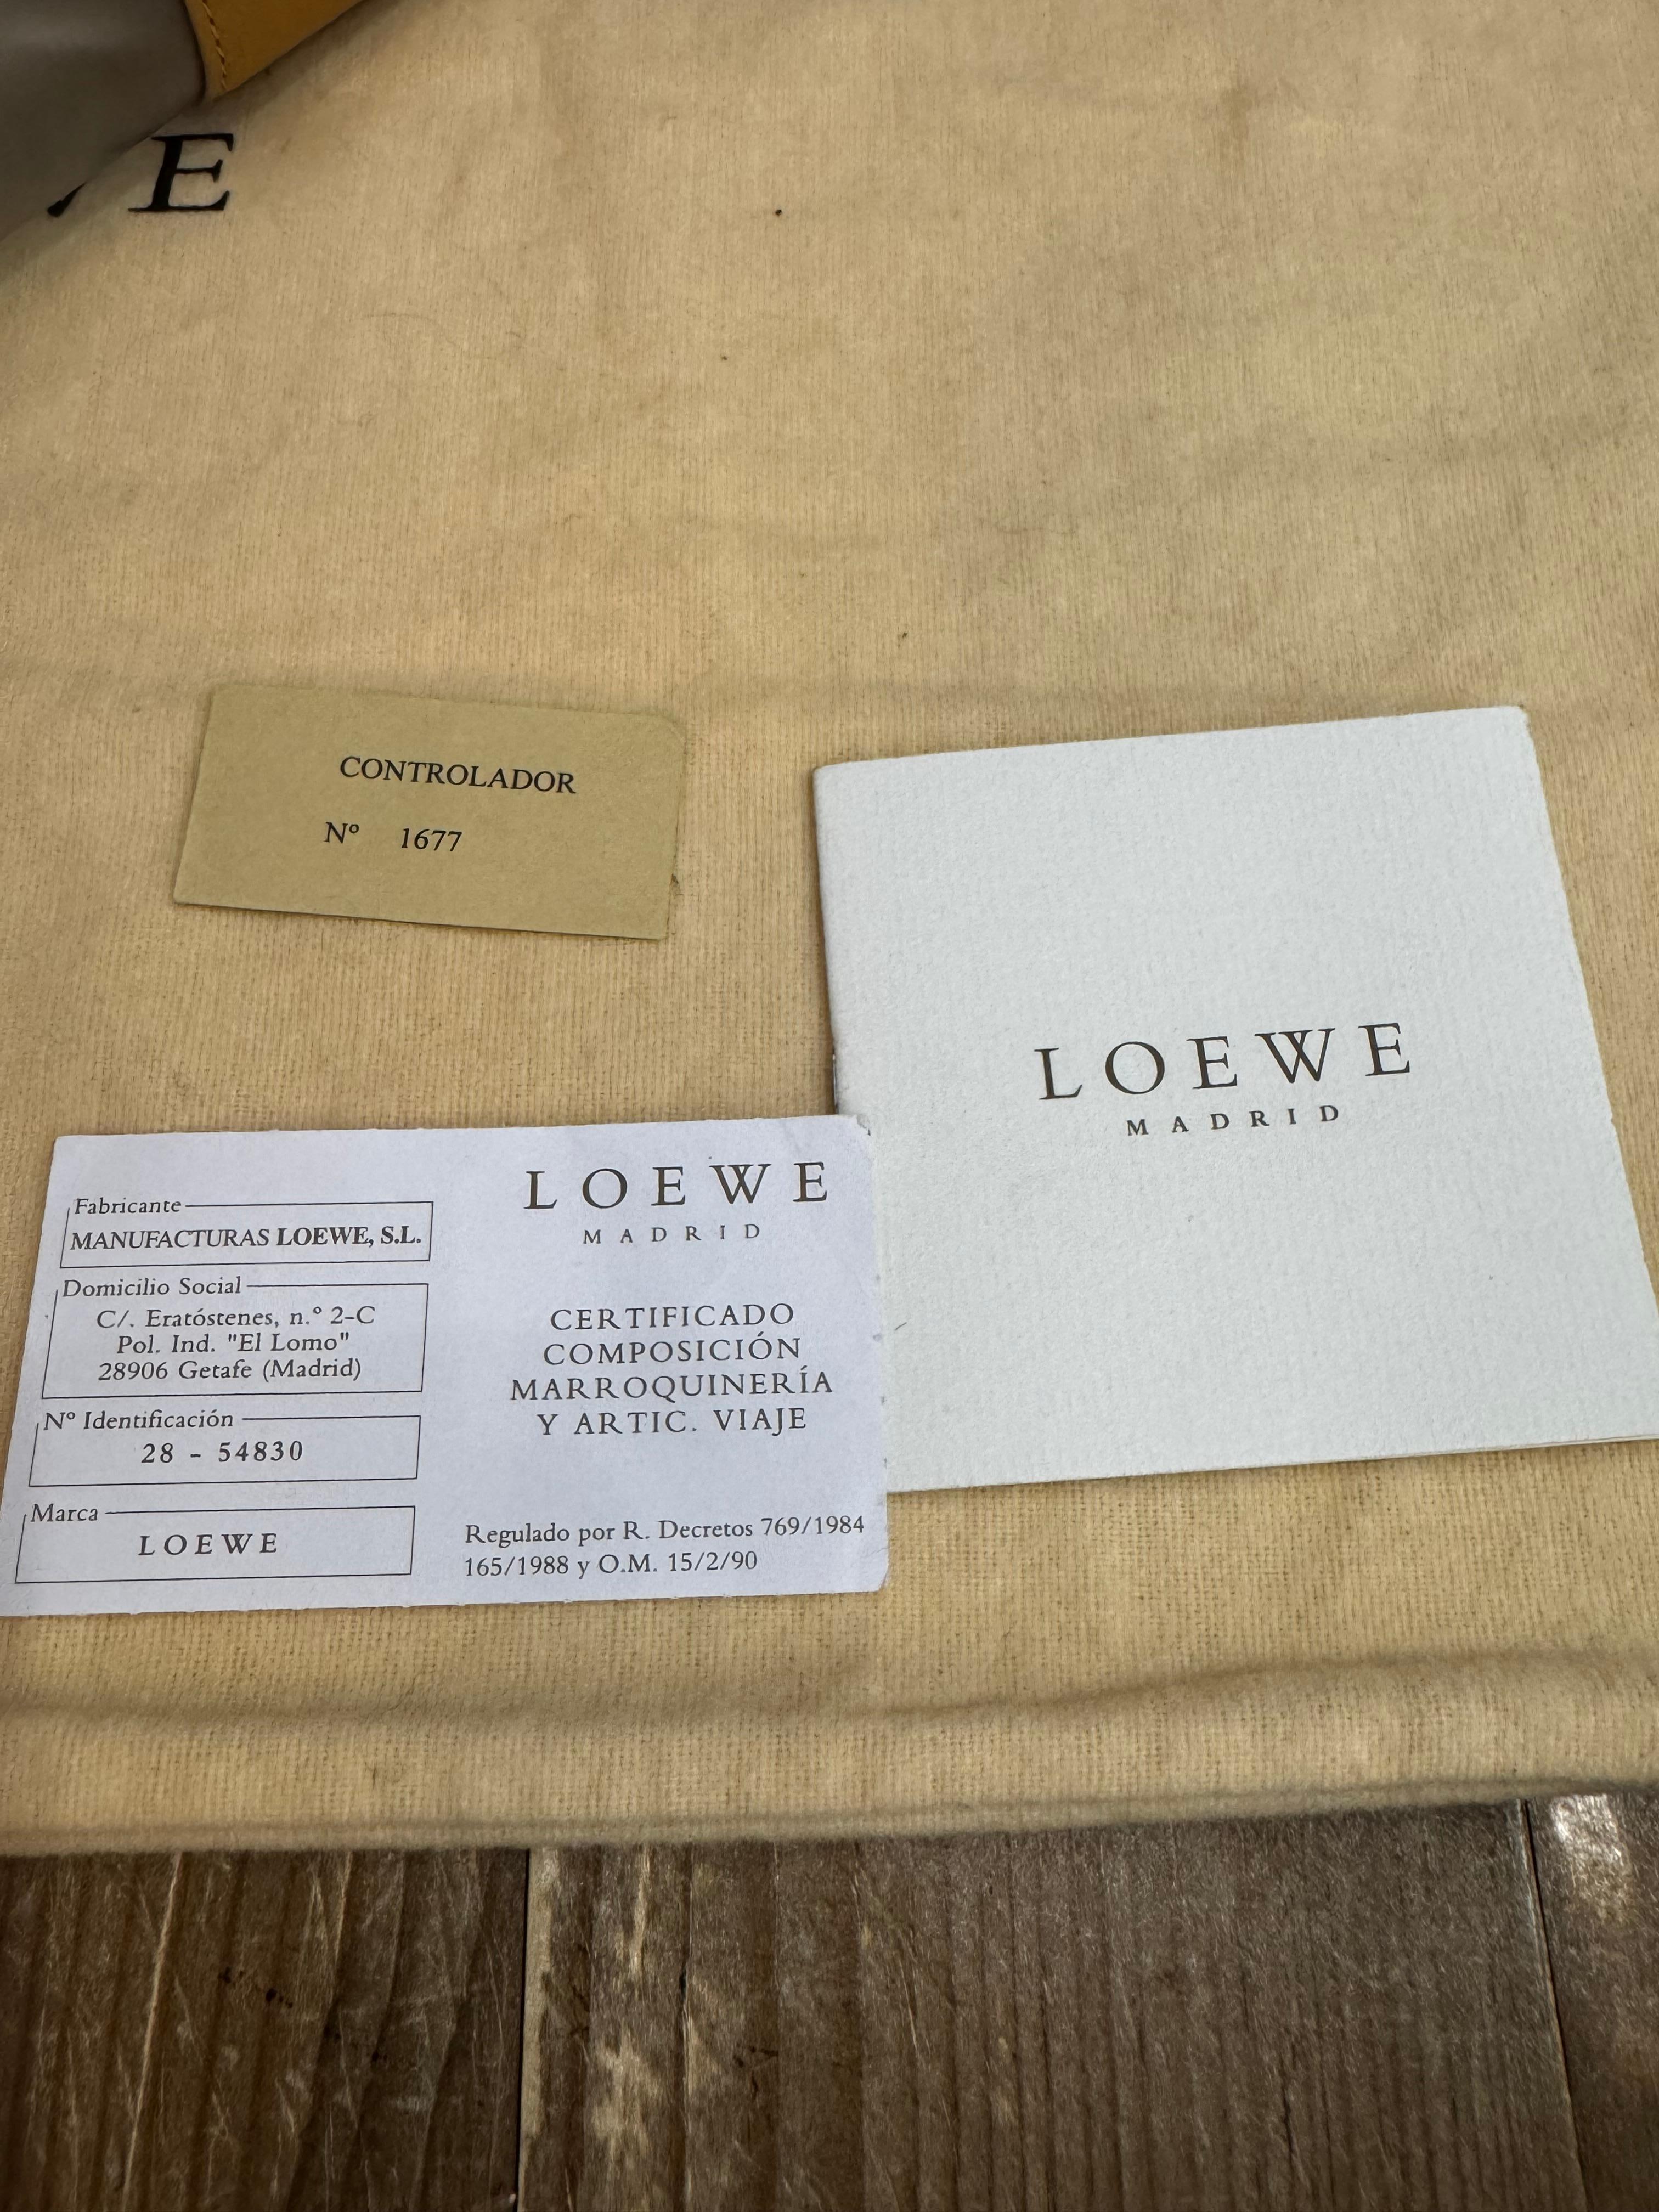 E
CONTROLADOR
Nº 1677
LOEWE
MADRID
Fabricante
MANUFACTURAS LOEWE, S.L.
Domicilio Social
C/. Eratóstenes, n.º 2-C
Pol. Ind. "El Lomo"
28906 Getafe (Madrid)
Nº Identificación
28 - 54830
Marca
LOEWE
LOEWE
MADRID
CERTIFICADO
COMPOSICIÓN
MARROQUINERÍA
Y ARTIC. VIAJE
Regulado por R. Decretos 769/1984
165/1988 y O.M. 15/2/90